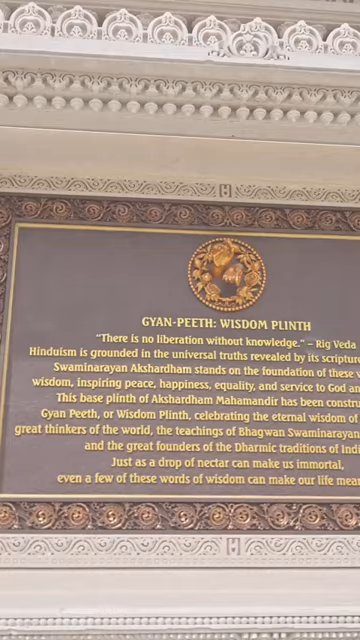 GYAN-PEETH: WISDOM PLINTH
"There is no liberation without knowledge." – Rig Veda
Hinduism is grounded in the universal truths revealed by its scriptur
Swaminarayan Akshardham stands on the foundation of these
wisdom, inspiring peace, happiness, equality, and service to God an
This base plinth of Akshardham Mahamandir has been constru
Gyan Peeth, or Wisdom Plinth, celebrating the eternal wisdom of
great thinkers of the world, the teachings of Bhagwan Swaminarayan
and the great founders of the Dharmic traditions of Indi
Just as a drop of nectar can make us immortal,
even a few of these words of wisdom can make our life mean